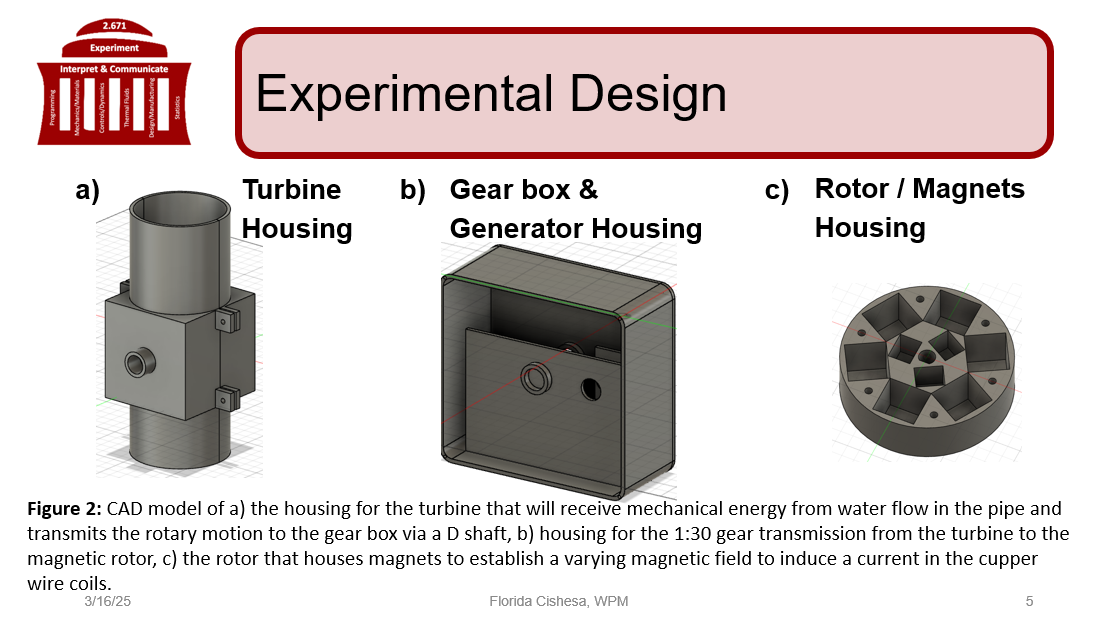 2.671
Experiment
Interpret & Communicate
Programming
Mechanics/Materials
Controls/Dynamics
Thermal Fluids
Design/Manufacturing
Statistics
Experimental Design
a)
Turbine
Housing
b)
Gear box &
Generator Housing
c)
Rotor / Magnets
Housing
Figure 2: CAD model of a) the housing for the turbine that will receive mechanical energy from water flow in the pipe and
transmits the rotary motion to the gear box via a D shaft, b) housing for the 1:30 gear transmission from the turbine to the
magnetic rotor, c) the rotor that houses magnets to establish a varying magnetic field to induce a current in the cupper
wire coils.
3/16/25
Florida Cishesa, WPM
5